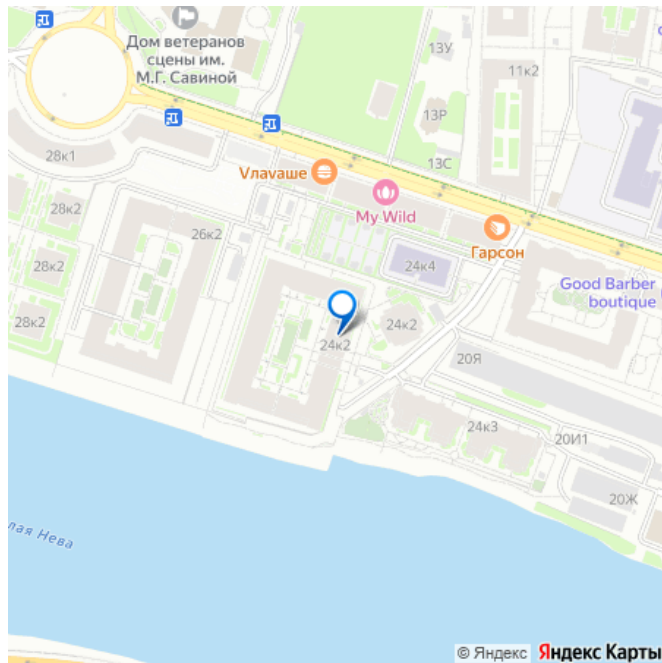 Дом ветеранов
сцены им.
М.Г. Савиной
13У
11к2
13Р
13С
28к1
Vлаваше
My Wild
28к2
26к2
Гарсон
28к2
24к4
Good Barber
boutique
28к2
24к2
24к2
20Я
24к3
20И1
20Ж
лая Нева
© Яндекс Яндекс Карты